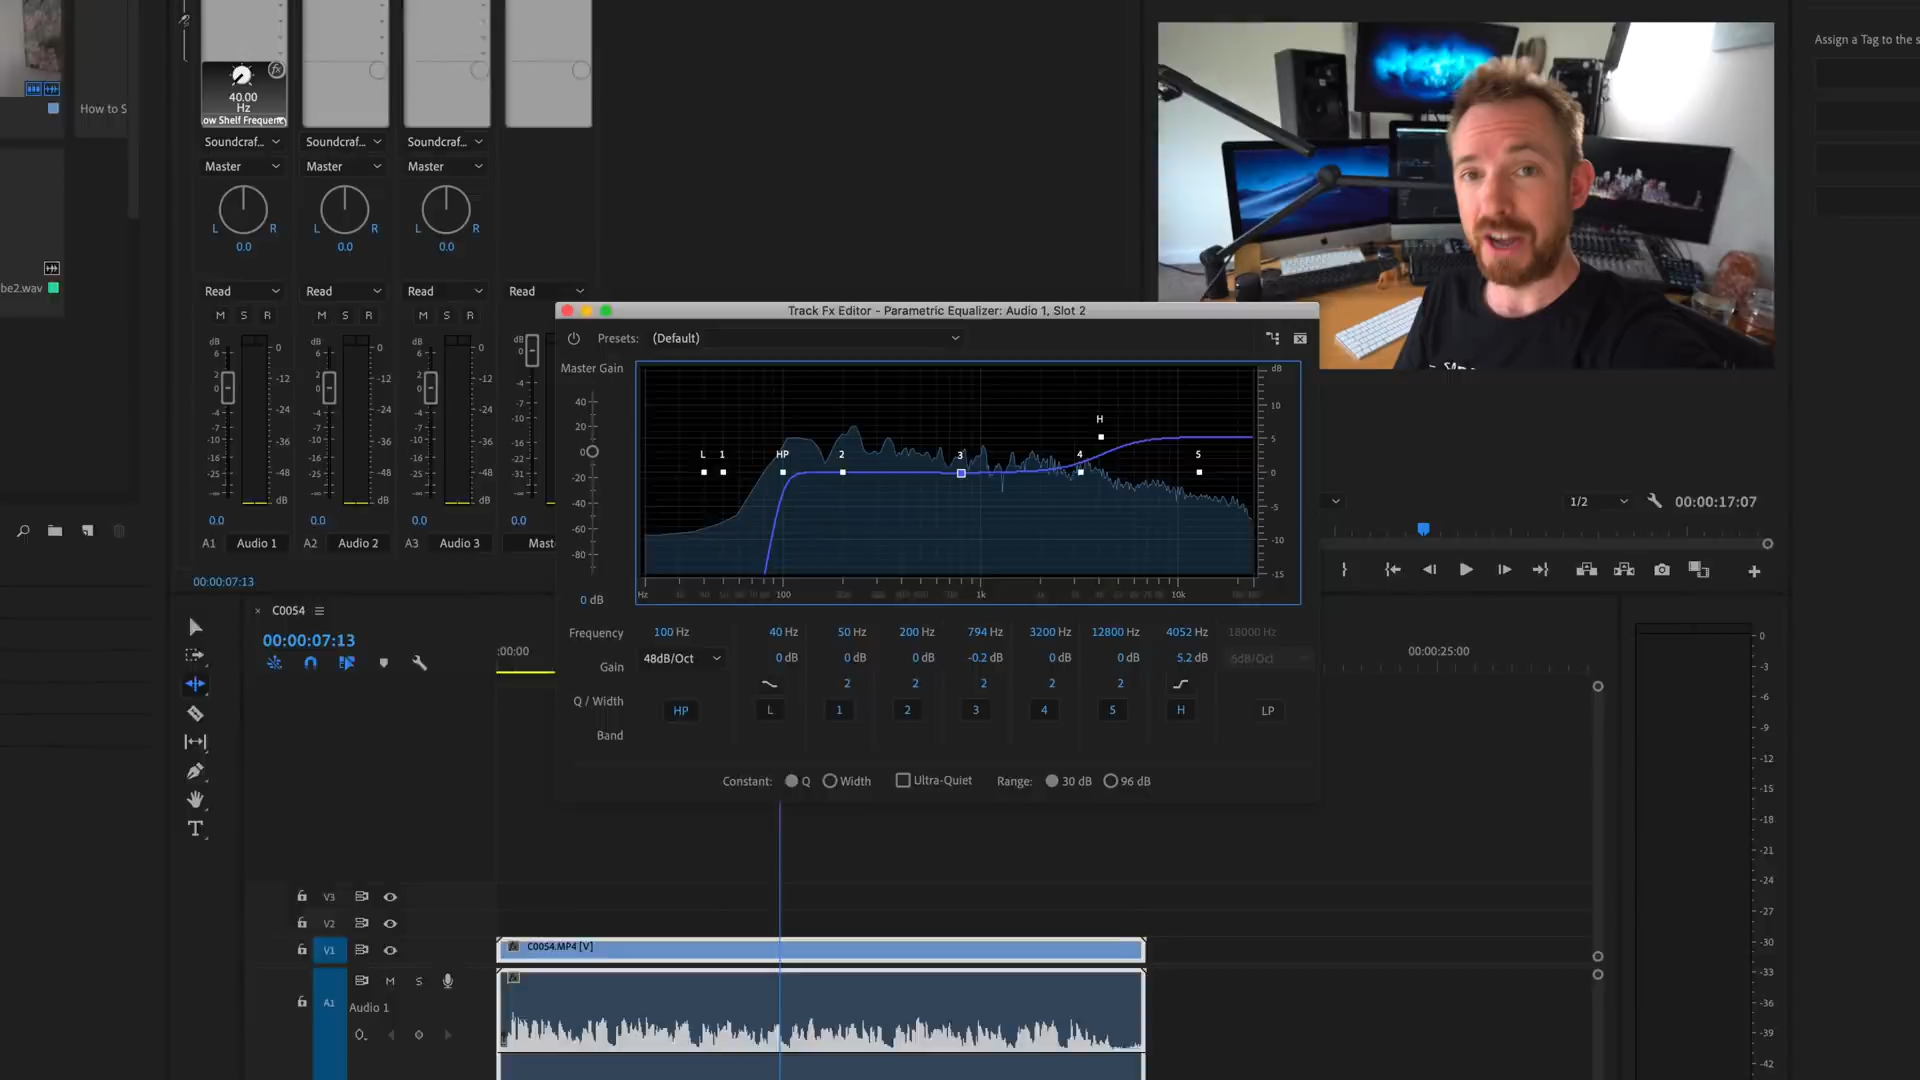 Assign a Tag to the s
40.00
Hz
ow Shelf Frequen
How to S
Soundcraf...
Soundcraf...
Soundcraf...
Master
Master
Master
L R
L R
L R
0.0
0.0
0.0
be2.wav
Read
Read
Read
Read
M S R
M S R
M S R
Track Fx Editor - Parametric Equalizer: Audio 1, Slot 2
Presets: (Default)
Master Gain
dB
dB
dB
dB
6
2
0
-4
-7
-10
-15
-22
-25
-∞
0
-12
-24
-36
-48
dB
6
2
0
-4
-7
-10
-15
-22
-25
-∞
0
-12
-24
-36
-48
dB
6
2
0
-4
-7
-10
-15
-22
-25
-∞
0
-12
-24
-36
-48
dB
0
-4
-7
-11
-16
-22
-31
-∞
40
20
0
-20
-40
-60
-80
0 dB
dB
10
5
0
-5
-10
-15
L 1 HP 2 3 4 H 5
Hz 100 1k 10k
0.0
0.0
0.0
0.0
A1 Audio 1
A2 Audio 2
A3 Audio 3
Mast
1/2
00:00:17:07
00:00:07:13
× C0054
00:00:07:13
:00:00
00:00:25:00
Frequency 100 Hz 40 Hz 50 Hz 200 Hz 794 Hz 3200 Hz 12800 Hz 4052 Hz 18000 Hz
Gain 48dB/Oct 0 dB 0 dB 0 dB -0.2 dB 0 dB 0 dB 5.2 dB 6dB/Oct
Q / Width 2 2 2 2 2
Band HP L 1 2 3 4 5 H LP
Constant: Q Width Ultra-Quiet Range: 30 dB 96 dB
0
-3
-6
-9
-12
-15
-18
-21
-24
-27
-30
-33
-36
-39
-42
V3
V2
V1
C0054.MP4 [V]
M S
A1
Audio 1